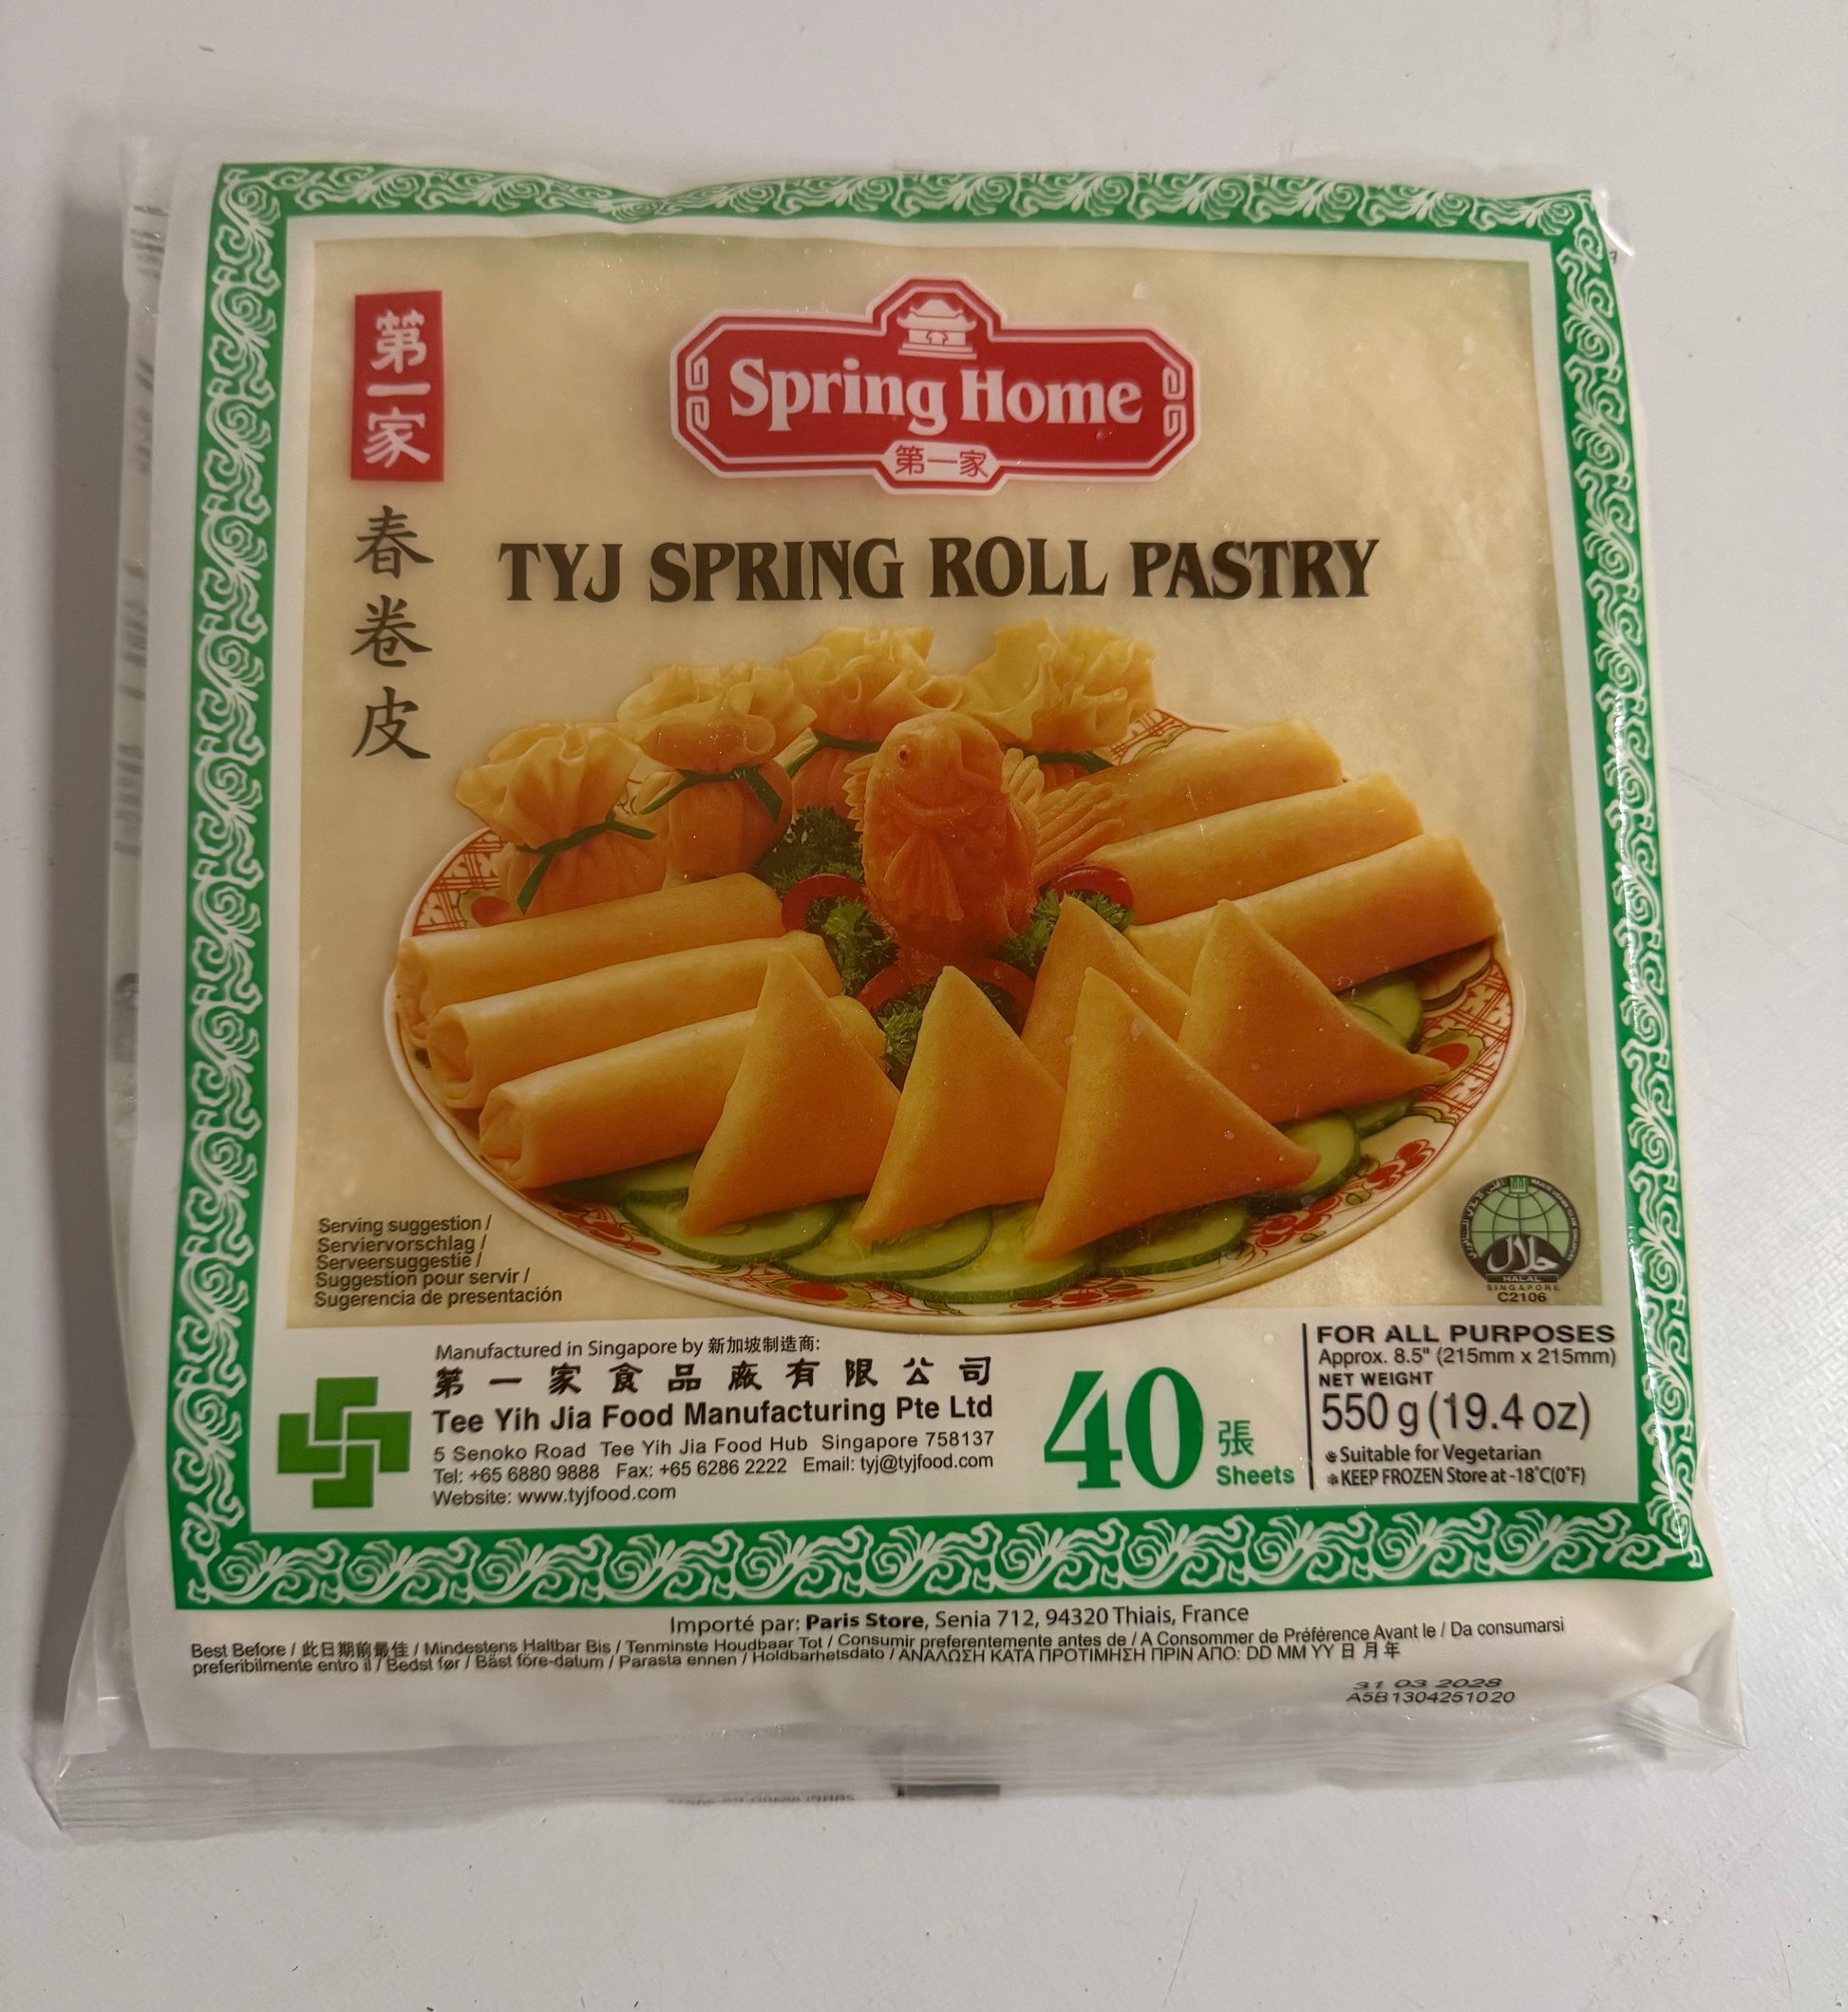 第一家
春卷皮
Spring Home
第一家
TYJ SPRING ROLL PASTRY
Serving suggestion /
Serviervorschlag /
Serveersuggestie /
Suggestion pour servir /
Sugerencia de presentación
حلال
HALAL
SINGAPORE
C2106
Manufactured in Singapore by 新加坡制造商:
第一家食品廠有限公司
Tee Yih Jia Food Manufacturing Pte Ltd
5 Senoko Road Tee Yih Jia Food Hub Singapore 758137
Tel: +65 6880 9888 Fax: +65 6286 2222 Email: tyj@tyjfood.com
Website: www.tyjfood.com
40 張
Sheets
FOR ALL PURPOSES
Approx. 8.5" (215mm x 215mm)
NET WEIGHT
550 g (19.4 oz)
Suitable for Vegetarian
KEEP FROZEN Store at -18°C(0°F)
Importé par: Paris Store, Senia 712, 94320 Thiais, France
Best Before / 此日期前最佳 / Mindestens Haltbar Bis / Tenminste Houdbaar Tot / Consumir preferentemente antes de / A Consommer de Préférence Avant le / Da consumarsi
preferibilmente entro il / Bedst før / Bäst före-datum / Parasta ennen / Holdbarhetsdato / ΑΝΑΛΩΣΗ ΚΑΤΑ ΠΡΟΤΙΜΗΣΗ ΠΡΙΝ ΑΠΟ: DD MM YY 日 月 年
31 03 2028
A5B1304251020